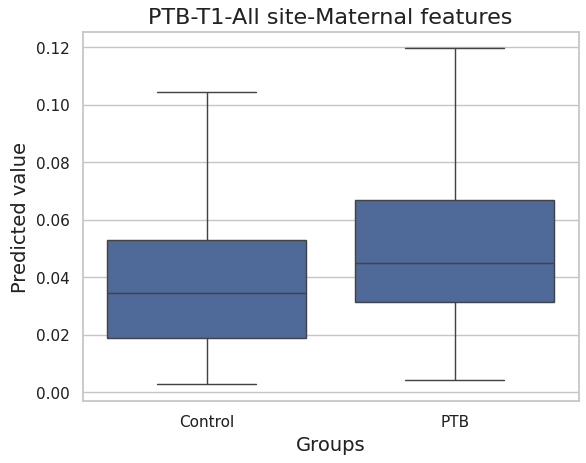 PTB-T1-All site-Maternal features
0.12
0.10
0.08
0.06
0.04
0.02
0.00
Predicted value
Control PTB
Groups